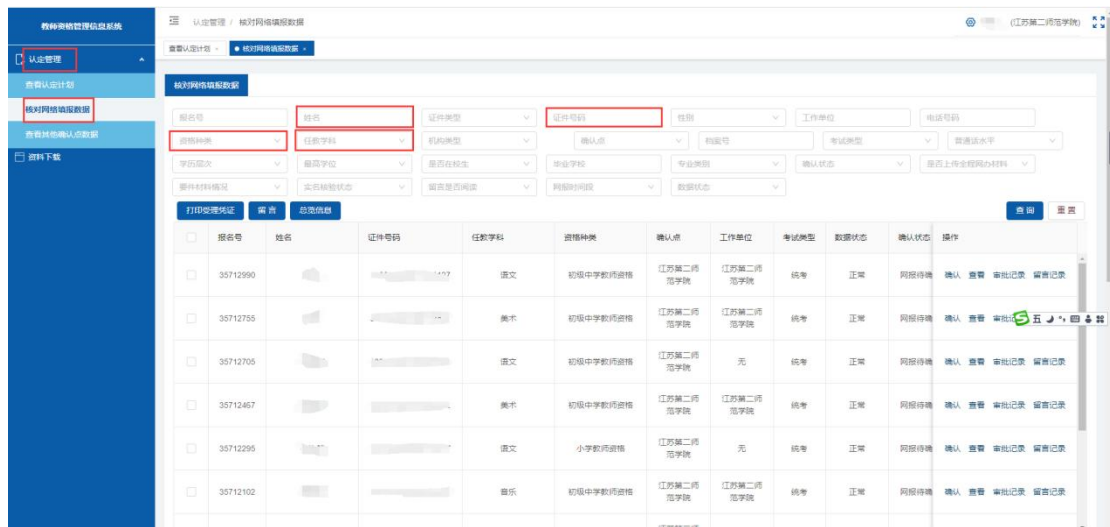 教师资格管理信息系统
认定管理 / 核对网络填报数据
(江苏第二师范学院)
认定管理
查看认定计划
核对网络填报数据
查看其他确认点数据
资料下载
查看认定计划
核对网络填报数据
核对网络填报数据
报名号 姓名 证件类型 证件号码 性别 工作单位 电话号码
资格种类 任教学科 机构类型 确认点 档案号 考试类型 普通话水平
学历层次 最高学位 是否在校生 毕业学校 专业类别 确认状态 是否上传全程网办材料
要件材料情况 实名核验状态 留言是否阅读 网报时间段 数据状态
打印受理凭证 留言 总览信息 查询 重置
报名号 姓名 证件号码 任教学科 资格种类 确认点 工作单位 考试类型 数据状态 确认状态 操作
35712990 语文 初级中学教师资格 江苏第二师范学院 江苏第二师范学院 统考 正常 网报待确 确认 查看 审批记录 留言记录
35712755 美术 初级中学教师资格 江苏第二师范学院 江苏第二师范学院 统考 正常 网报待确 确认 查看 审批 五
35712705 语文 初级中学教师资格 江苏第二师范学院 无 统考 正常 网报待确 确认 查看 审批记录 留言记录
35712467 美术 初级中学教师资格 江苏第二师范学院 江苏第二师范学院 统考 正常 网报待确 确认 查看 审批记录 留言记录
35712295 语文 小学教师资格 江苏第二师范学院 无 统考 正常 网报待确 确认 查看 审批记录 留言记录
35712102 音乐 初级中学教师资格 江苏第二师范学院 江苏第二师范学院 统考 正常 网报待确 确认 查看 审批记录 留言记录